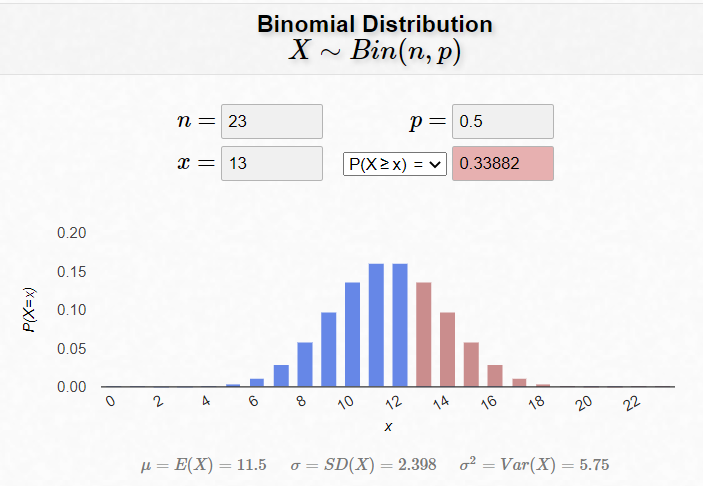 Binomial Distribution
X ~ Bin(n, p)
n = 23 p = 0.5
x = 13 P(X ≥ x) = 0.33882
0.20
0.15
0.10
0.05
0.00
P(X=x)
0 2 4 6 8 10 12 14 16 18 20 22
x
μ = E(X) = 11.5 σ = SD(X) = 2.398 σ² = Var(X) = 5.75